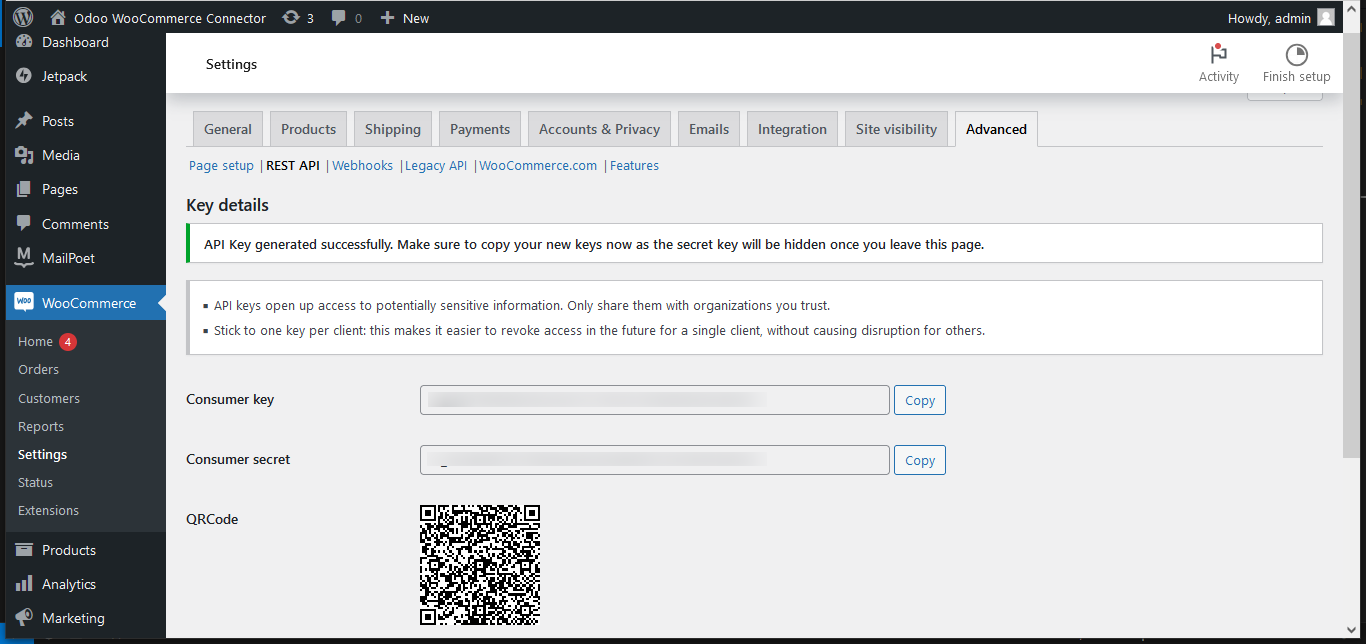 Odoo WooCommerce Connector 3 0 New Howdy, admin
Dashboard
Jetpack
Posts
Media
Pages
Comments
MailPoet
WooCommerce
Home 4
Orders
Customers
Reports
Settings
Status
Extensions
Products
Analytics
Marketing
Settings
Activity
Finish setup
General Products Shipping Payments Accounts & Privacy Emails Integration Site visibility Advanced
Page setup | REST API | Webhooks | Legacy API | WooCommerce.com | Features
Key details
API Key generated successfully. Make sure to copy your new keys now as the secret key will be hidden once you leave this page.
▪ API keys open up access to potentially sensitive information. Only share them with organizations you trust.
▪ Stick to one key per client: this makes it easier to revoke access in the future for a single client, without causing disruption for others.
Consumer key Copy
Consumer secret Copy
QRCode